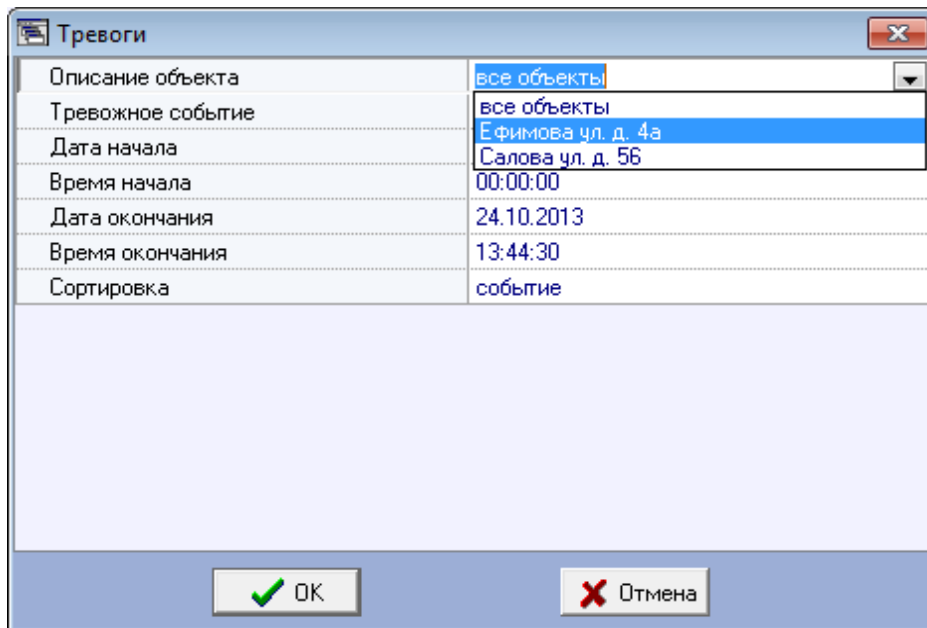 Тревоги
Описание объекта все объекты
Тревожное событие все объекты
Ефимова ул. д. 4а
Дата начала
Салова ул. д. 56
Время начала 00:00:00
Дата окончания 24.10.2013
Время окончания 13:44:30
Сортировка событие
OK Отмена